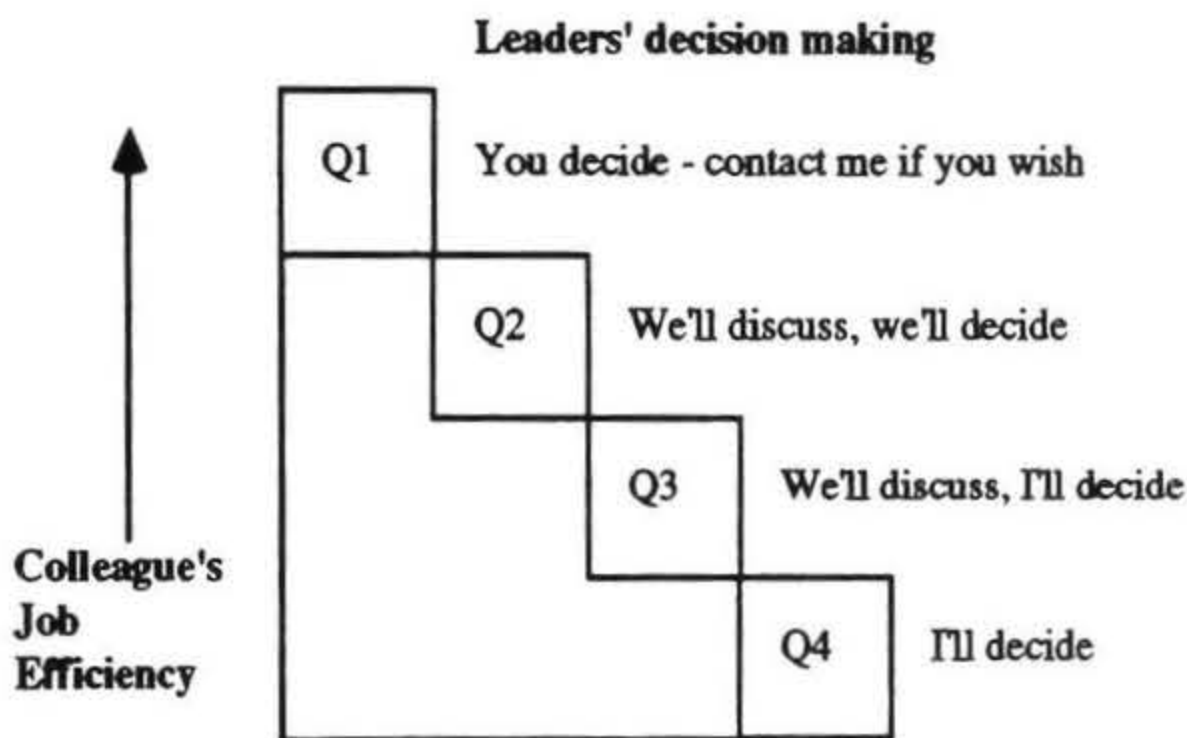 Leaders' decision making
Q1 You decide - contact me if you wish
Q2 We'll discuss, we'll decide
Q3 We'll discuss, I'll decide
Colleague's
Job
Efficiency
Q4 I'll decide